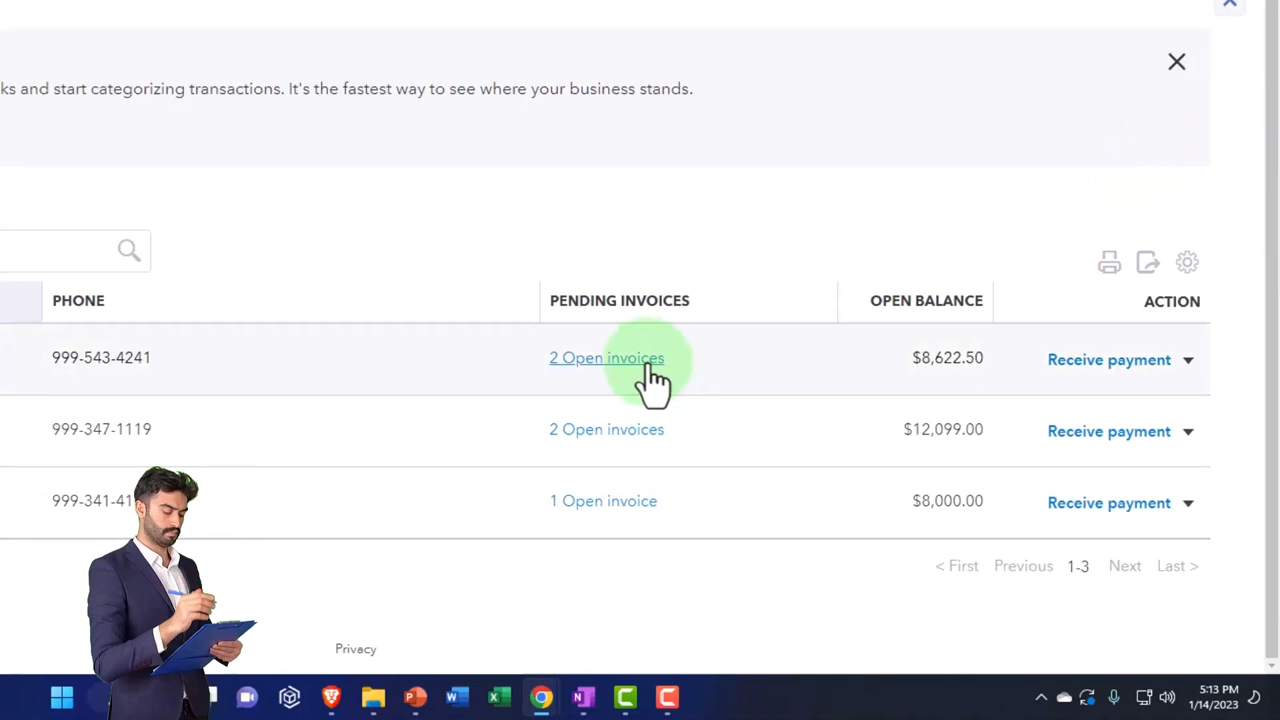 ks and start categorizing transactions. It's the fastest way to see where your business stands.
PHONE PENDING INVOICES OPEN BALANCE ACTION
999-543-4241 2 Open invoices $8,622.50 Receive payment
999-347-1119 2 Open invoices $12,099.00 Receive payment
999-341-41 1 Open invoice $8,000.00 Receive payment
< First Previous 1-3 Next Last >
Privacy
5:13 PM
1/14/2023